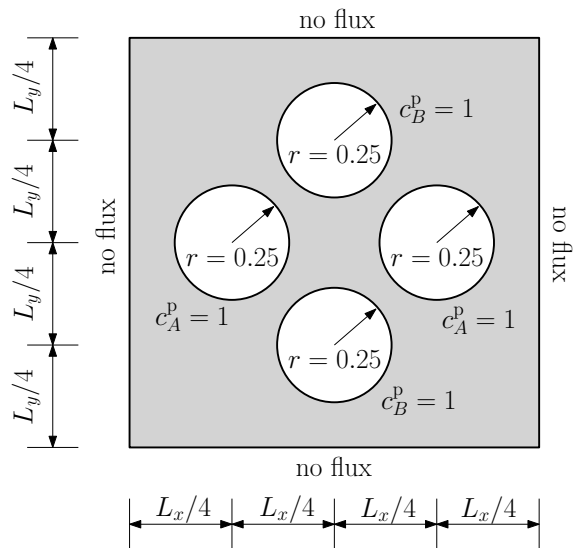 no flux
L_y/4
c_B^p = 1
r = 0.25
L_y/4
no flux
r = 0.25
r = 0.25
no flux
L_y/4
c_A^p = 1
c_A^p = 1
r = 0.25
L_y/4
c_B^p = 1
no flux
L_x/4 L_x/4 L_x/4 L_x/4